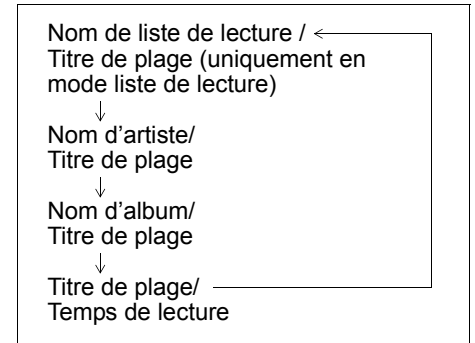 Nom de liste de lecture /
Titre de plage (uniquement en
mode liste de lecture)
Nom d'artiste/
Titre de plage
Nom d'album/
Titre de plage
Titre de plage/
Temps de lecture